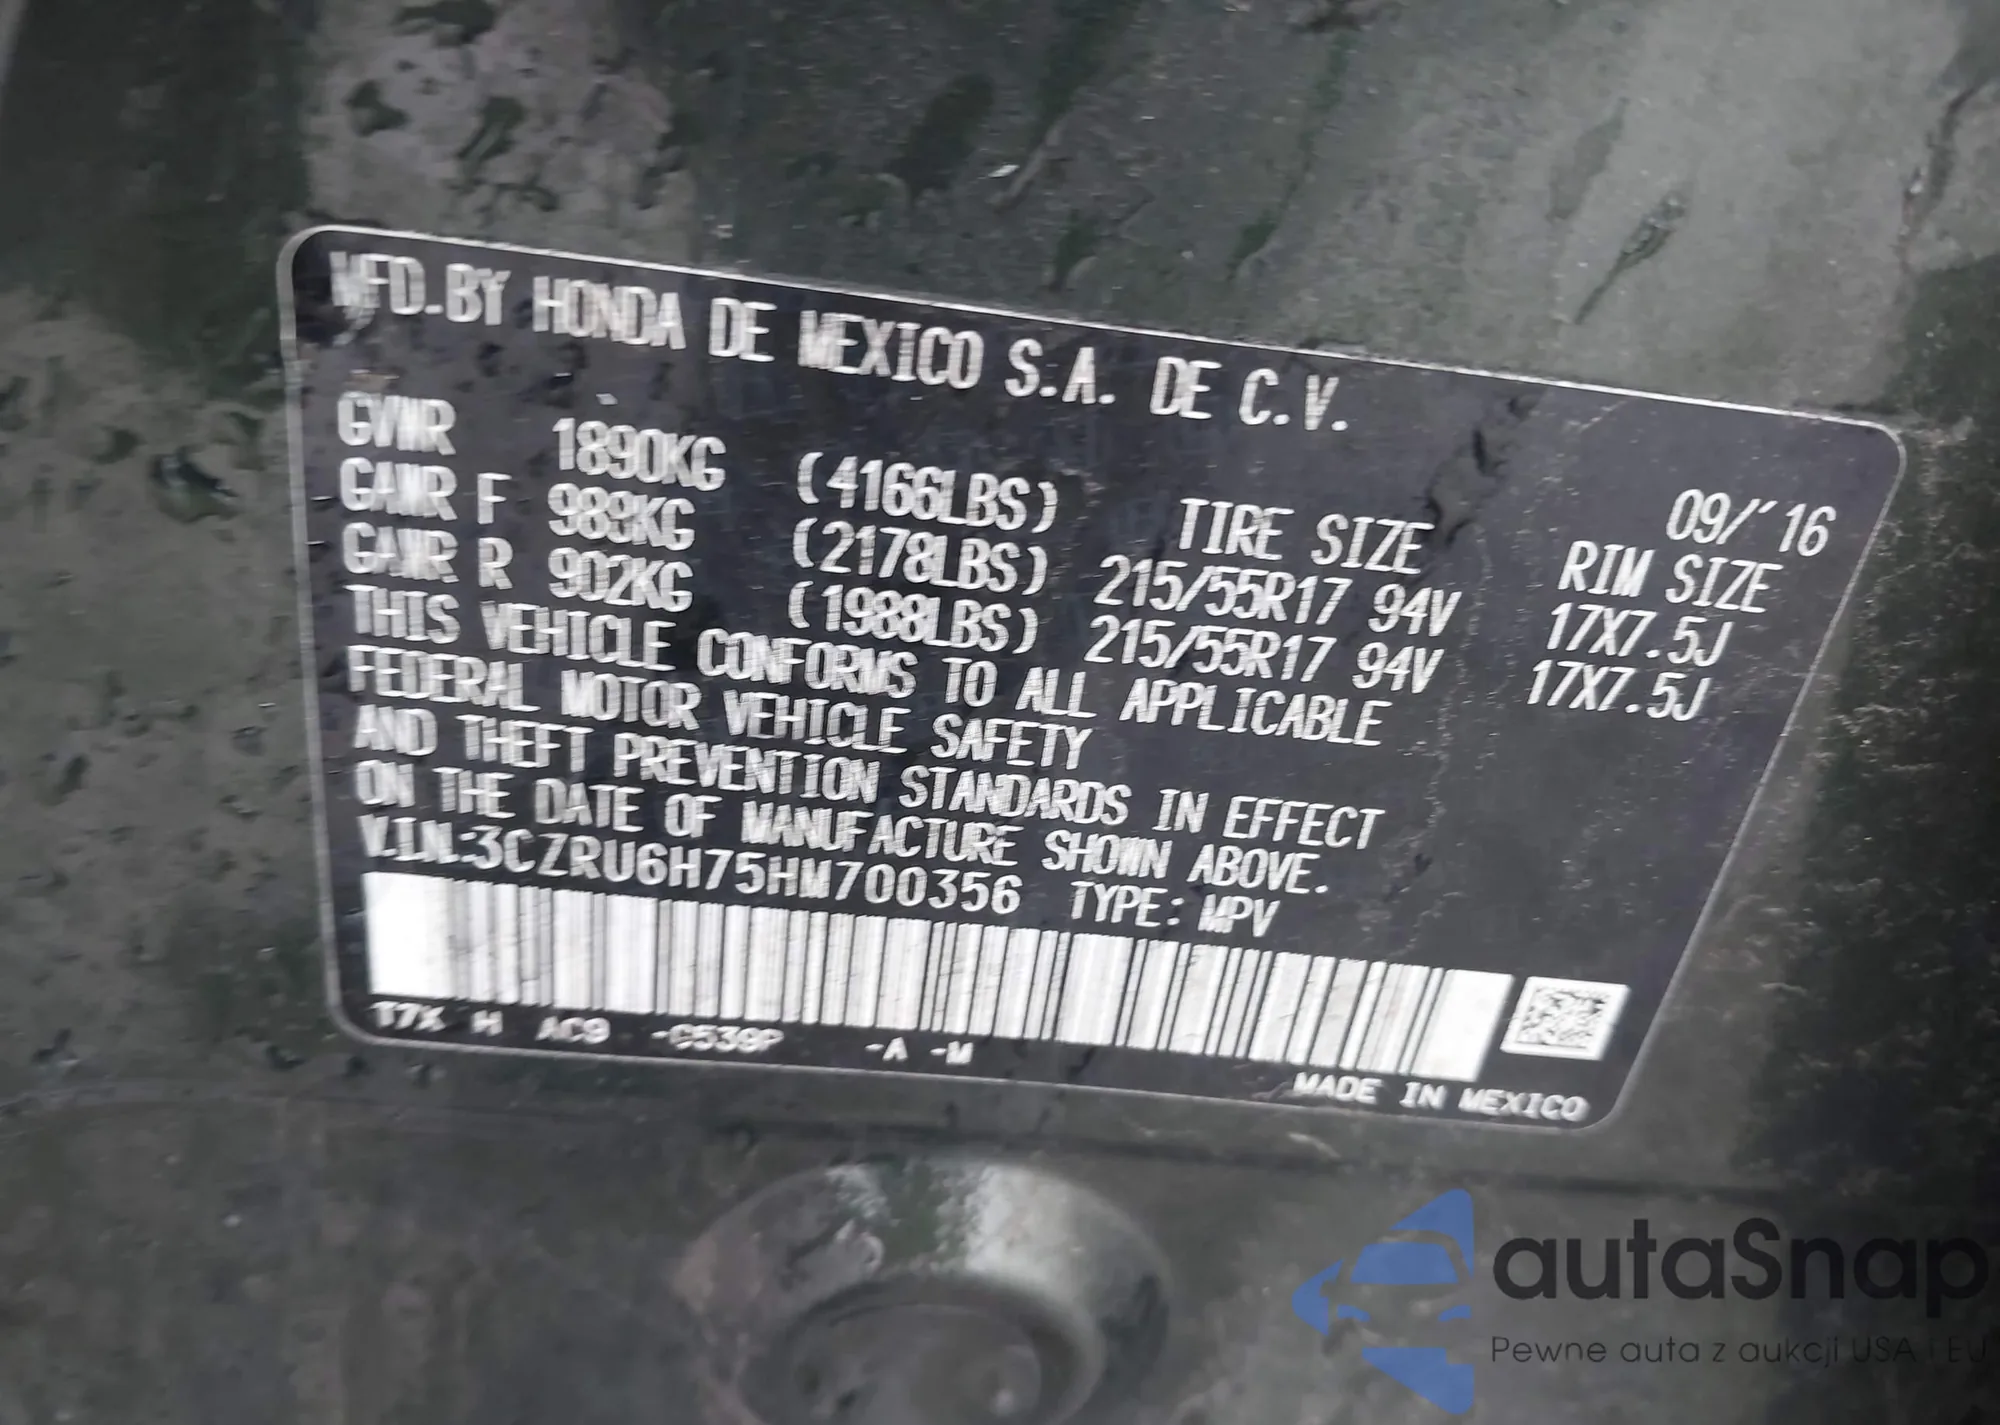 MFD.BY HONDA DE MEXICO S.A. DE C.V.
09/'16
GVWR 1890KG (4166LBS) TIRE SIZE RIM SIZE
GAWR F 988KG (2178LBS) 215/55R17 94V 17X7.5J
GAWR R 902KG (1988LBS) 215/55R17 94V 17X7.5J
THIS VEHICLE CONFORMS TO ALL APPLICABLE
FEDERAL MOTOR VEHICLE SAFETY
AND THEFT PREVENTION STANDARDS IN EFFECT
ON THE DATE OF MANUFACTURE SHOWN ABOVE.
V.I.N.:3CZRU6H75HM700356 TYPE: MPV
T7X H AC9 -C539P -A -M
MADE IN MEXICO
autaSnap
Pewne auta z aukcji USA i EU